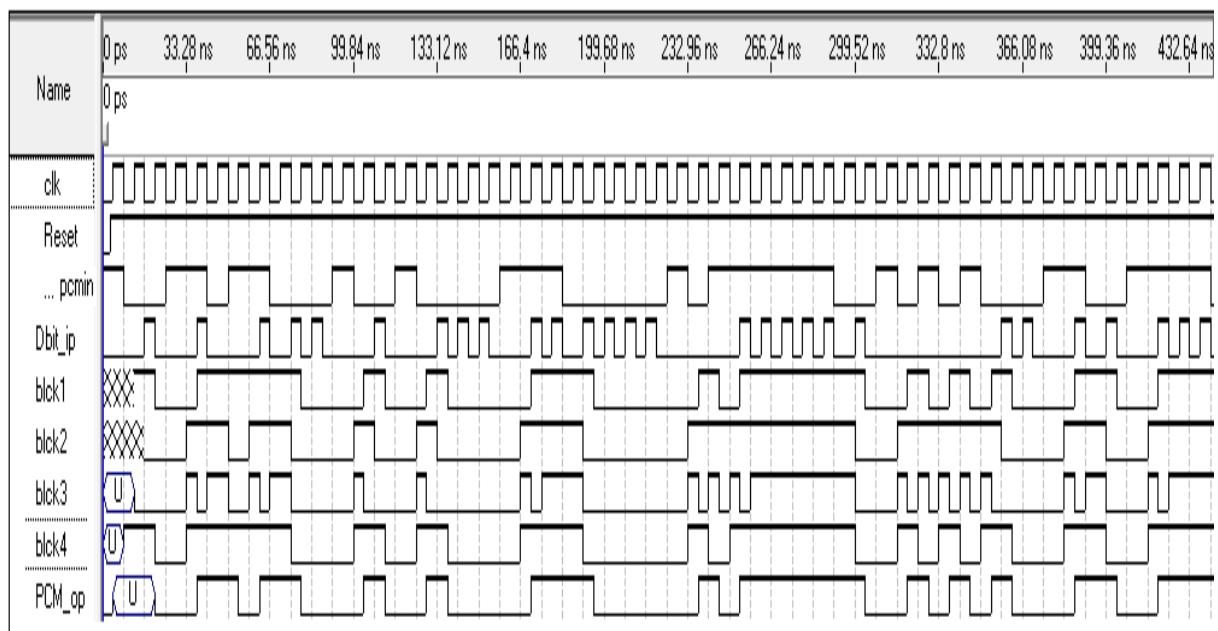 0 ps 33.28 ns 66.56 ns 99.84 ns 133.12 ns 166.4 ns 199.68 ns 232.96 ns 266.24 ns 299.52 ns 332.8 ns 366.08 ns 399.36 ns 432.64 ns
Name
0 ps
clk
Reset
... pcmin
Dbit_ip
blck1
blck2
blck3 U
blck4 U
PCM_op U